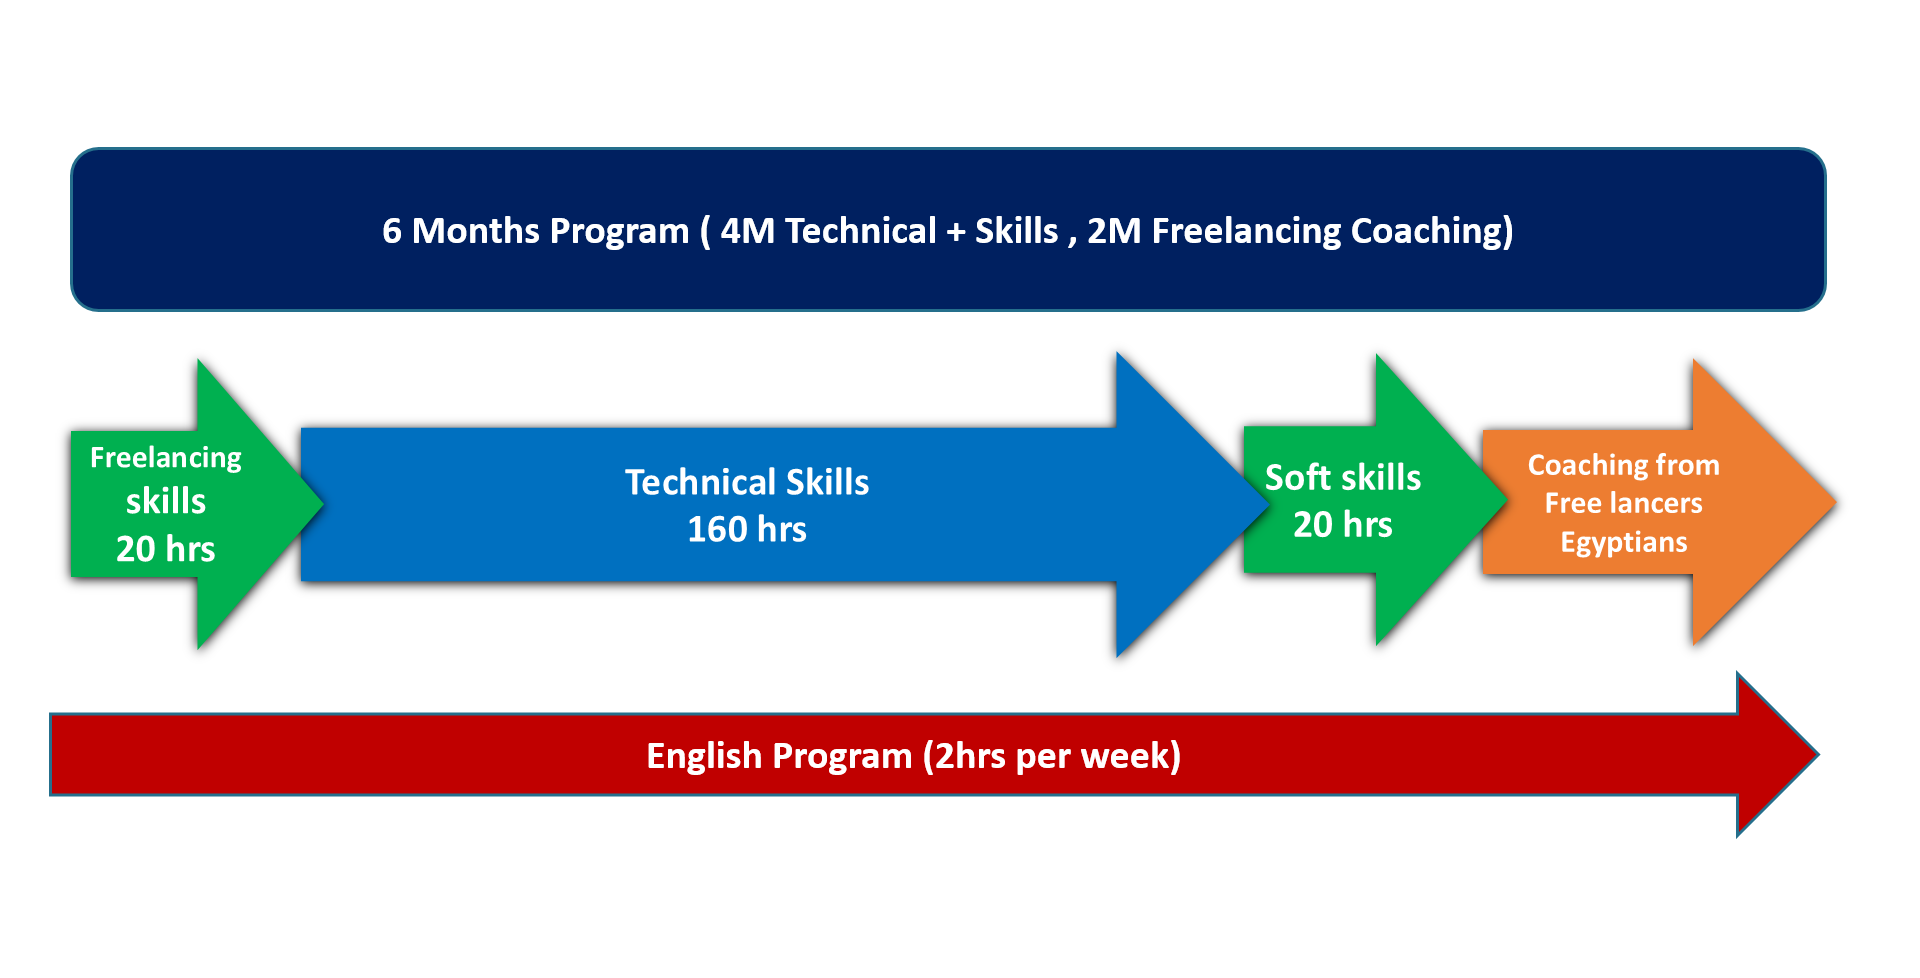 6 Months Program ( 4M Technical + Skills , 2M Freelancing Coaching)
Freelancing
skills
20 hrs
Technical Skills
160 hrs
Soft skills
20 hrs
Coaching from
Free lancers
Egyptians
English Program (2hrs per week)